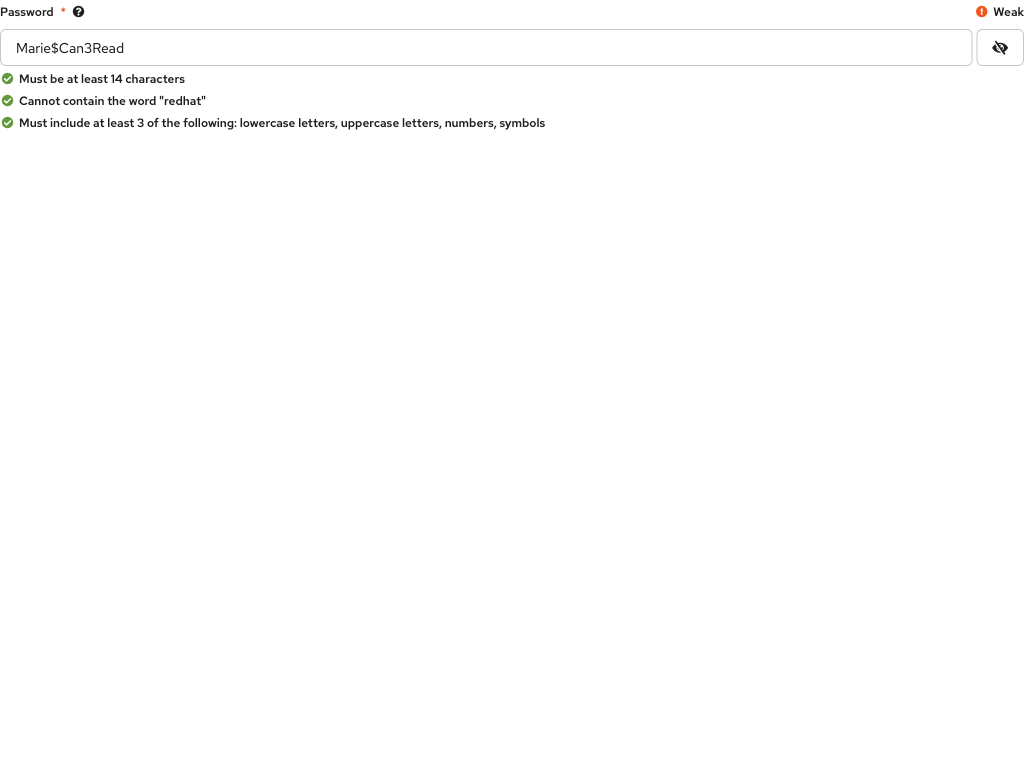 Password * Weak
Marie$Can3Read
Must be at least 14 characters
Cannot contain the word "redhat"
Must include at least 3 of the following: lowercase letters, uppercase letters, numbers, symbols